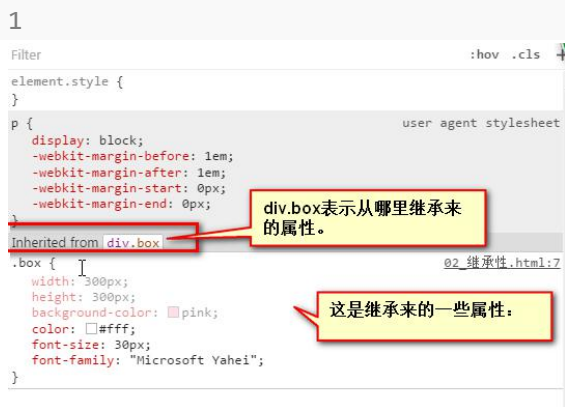 1
Filter :hov .cls +
element.style {
}
p { user agent stylesheet
display: block;
-webkit-margin-before: 1em;
-webkit-margin-after: 1em;
-webkit-margin-start: 0px;
-webkit-margin-end: 0px;
}
div.box表示从哪里继承来
的属性。
Inherited from div.box
.box { 02_继承性.html:7
width: 300px;
height: 300px;
background-color: pink;
color: #fff;
font-size: 30px;
font-family: "Microsoft Yahei";
}
这是继承来的一些属性：